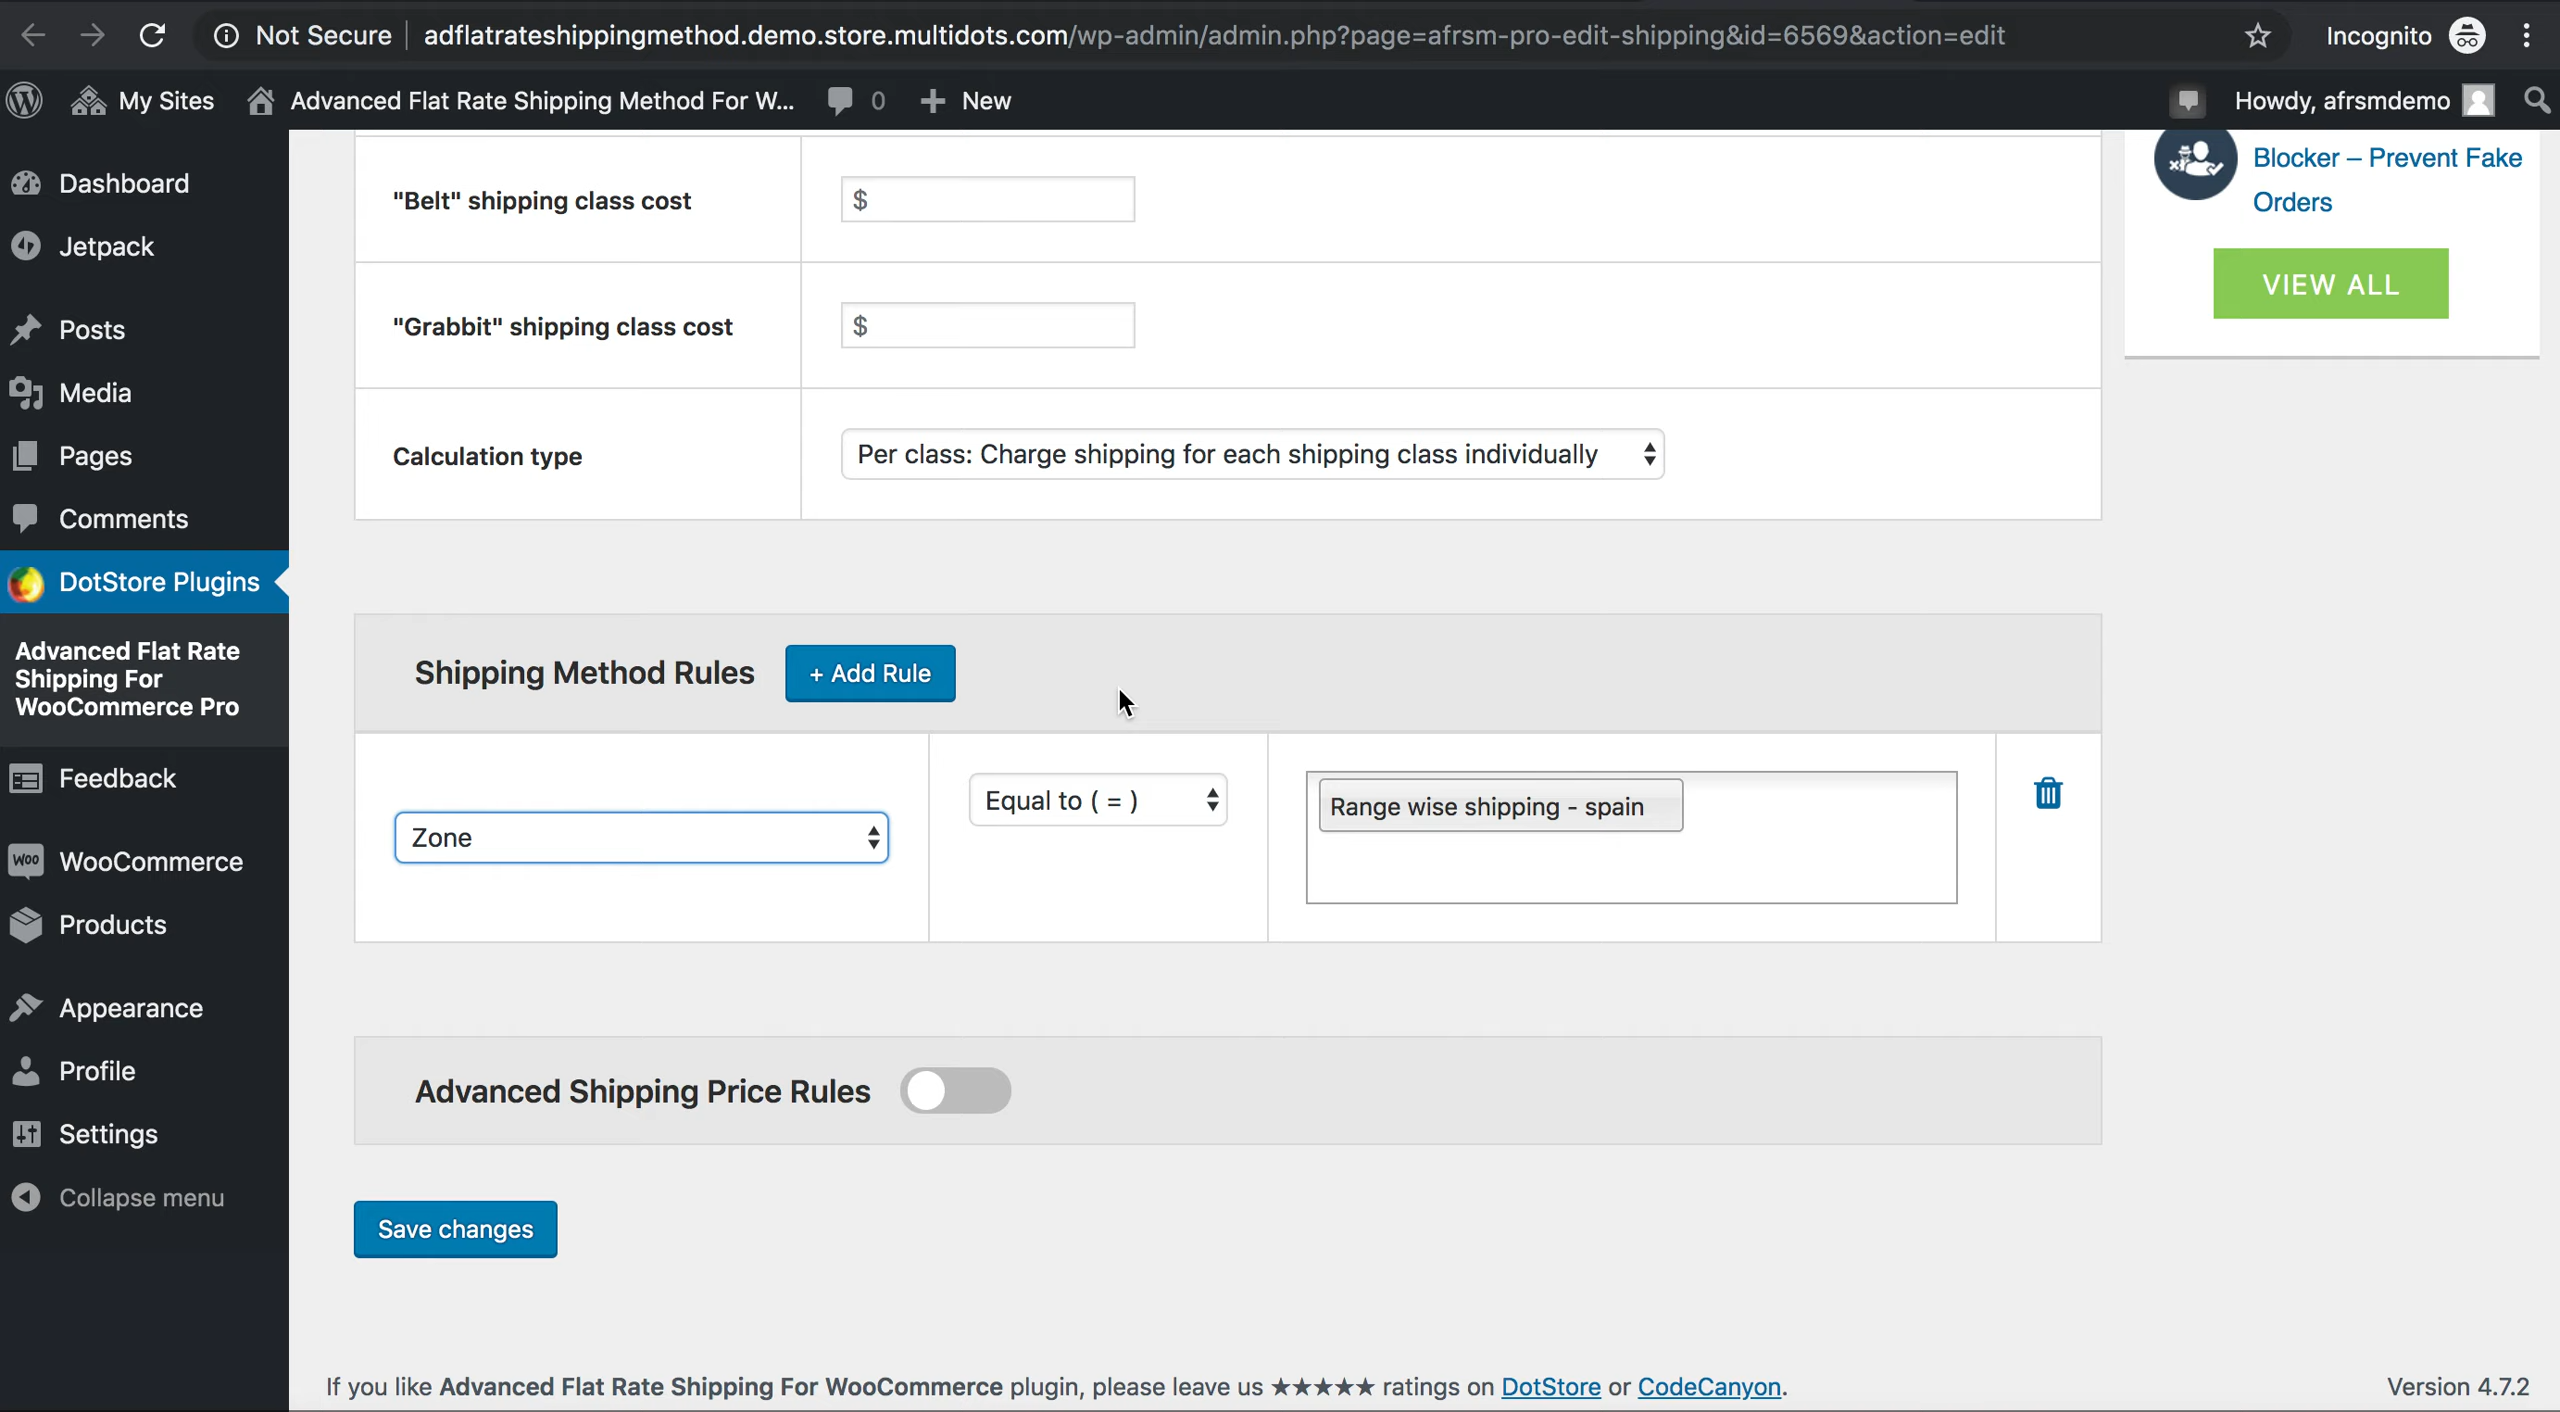 Not Secure adflatrateshippingmethod.demo.store.multidots.com/wp-admin/admin.php?page=afrsm-pro-edit-shipping&id=6569&action=edit Incognito
My Sites Advanced Flat Rate Shipping Method For W... 0 + New Howdy, afrsmdemo
Dashboard
Jetpack
Posts
Media
Pages
Comments
DotStore Plugins
Advanced Flat Rate
Shipping For
WooCommerce Pro
Feedback
Woo WooCommerce
Products
Appearance
Profile
Settings
Collapse menu
"Belt" shipping class cost $
"Grabbit" shipping class cost $
Calculation type Per class: Charge shipping for each shipping class individually
Shipping Method Rules + Add Rule
Zone Equal to ( = ) Range wise shipping - spain
Advanced Shipping Price Rules
Save changes
Blocker – Prevent Fake
Orders
VIEW ALL
If you like Advanced Flat Rate Shipping For WooCommerce plugin, please leave us ★★★★★ ratings on DotStore or CodeCanyon.
Version 4.7.2